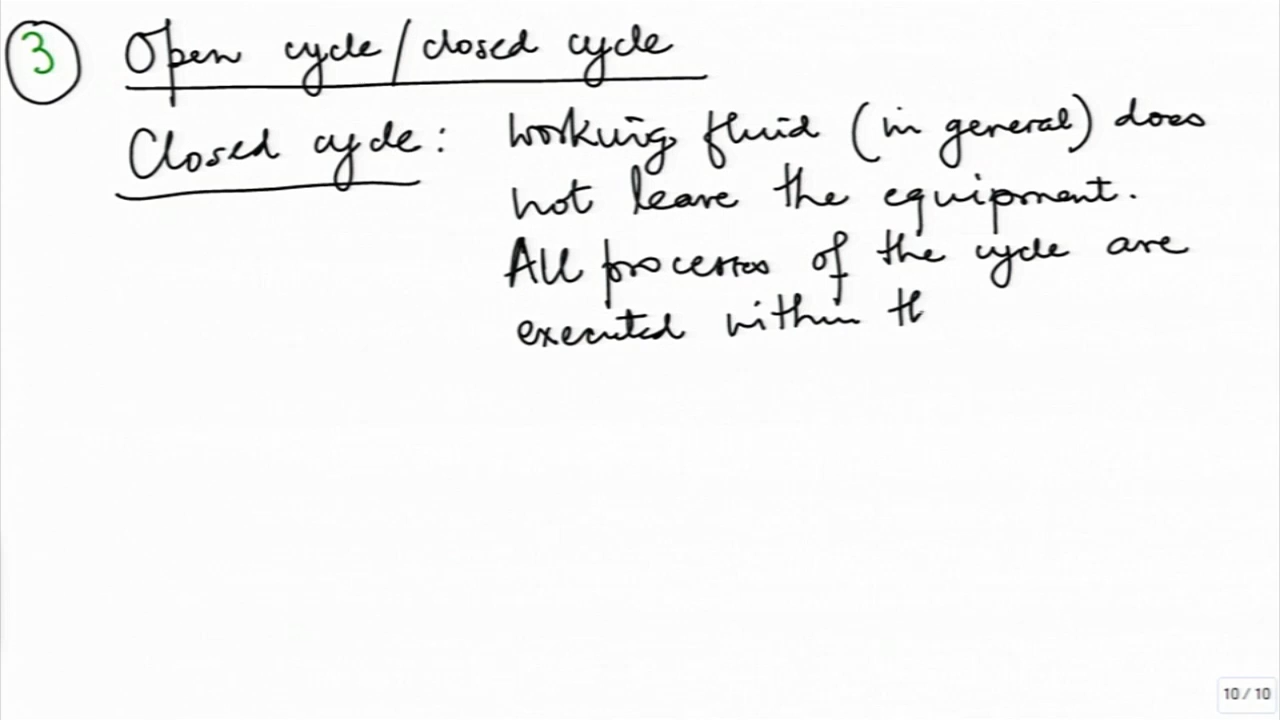 3 Open cycle / closed cycle
Closed cycle : Working fluid (in general) does
not leave the equipment.
All processes of the cycle are
executed within th
10 / 10